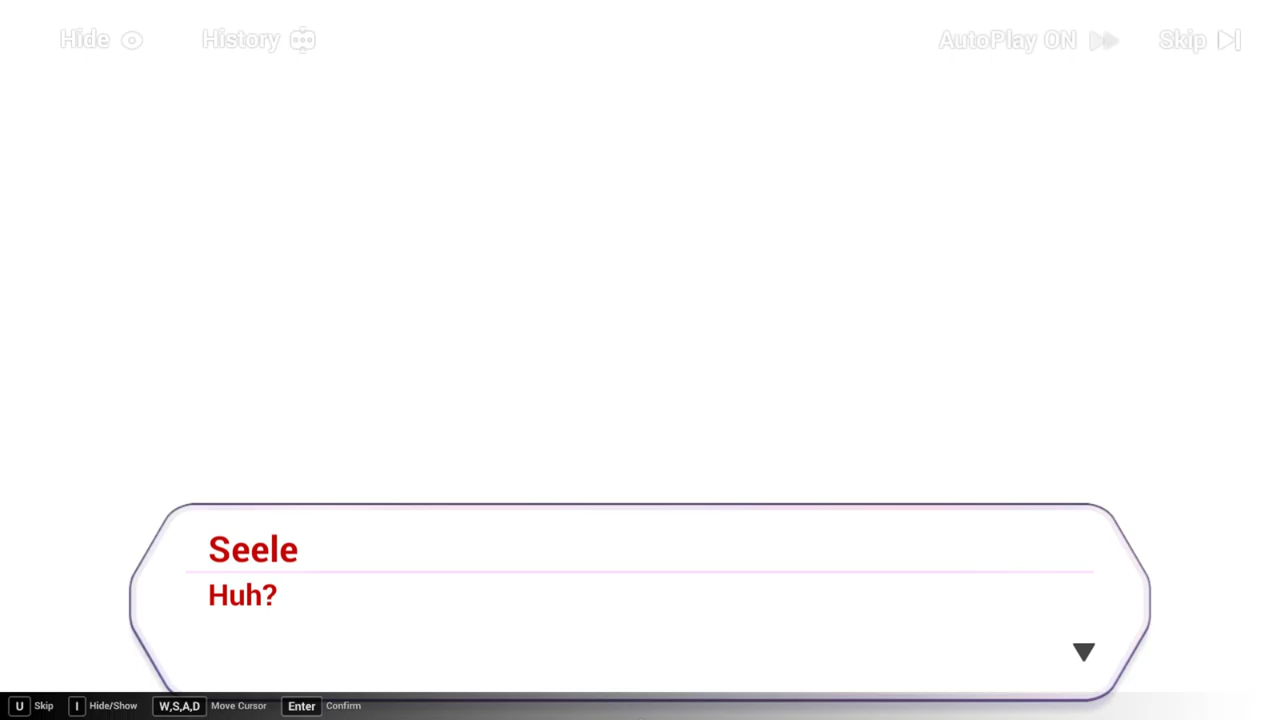 Hide
History
AutoPlay ON
Skip
Seele
Huh?
U Skip
I Hide/Show
W,S,A,D Move Cursor
Enter Confirm